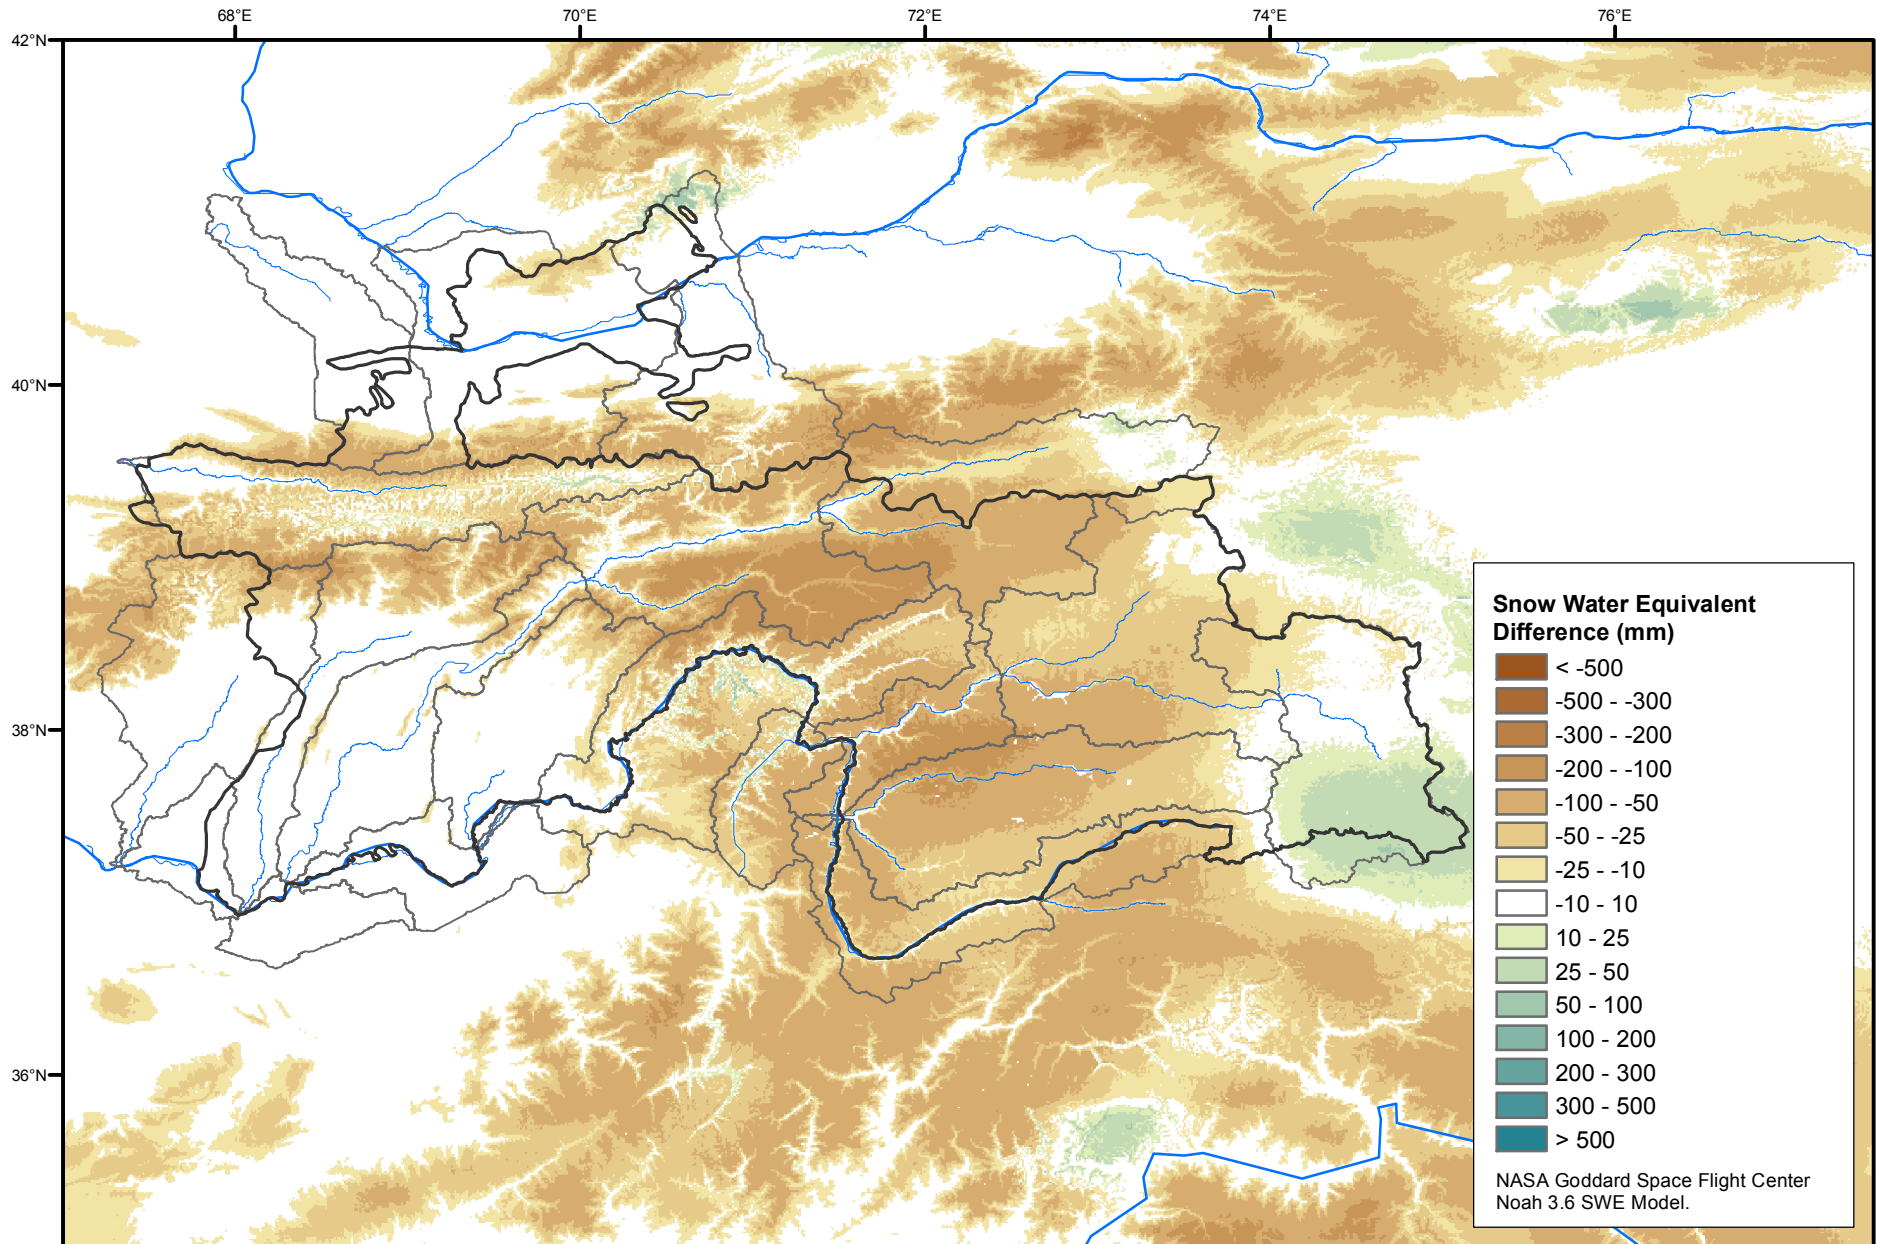 68°E
70°E
72°E
74°E
76°E
42°N
40°N
38°N
36°N
Snow Water Equivalent
Difference (mm)
< -500
-500 - -300
-300 - -200
-200 - -100
-100 - -50
-50 - -25
-25 - -10
-10 - 10
10 - 25
25 - 50
50 - 100
100 - 200
200 - 300
300 - 500
> 500
NASA Goddard Space Flight Center
Noah 3.6 SWE Model.